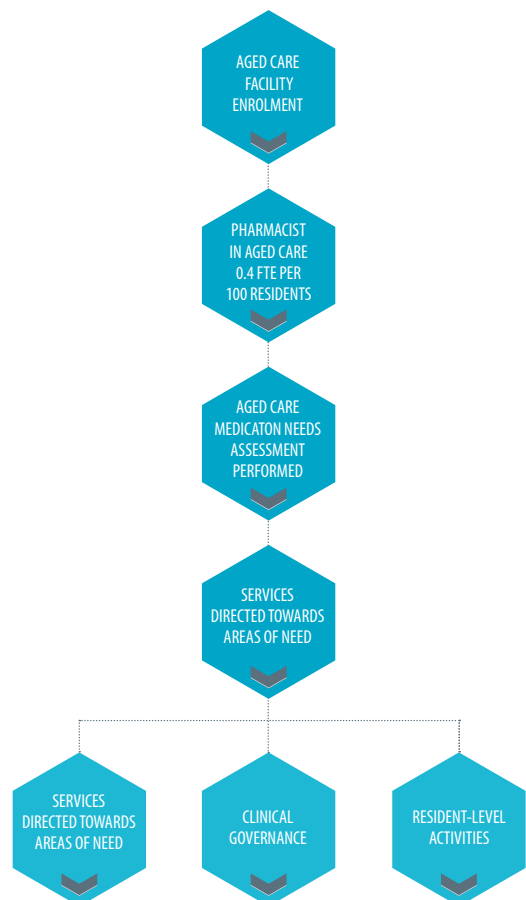 AGED CARE
FACILITY
ENROLMENT
PHARMACIST
IN AGED CARE
0.4 FTE PER
100 RESIDENTS
AGED CARE
MEDICATON NEEDS
ASSESSMENT
PERFORMED
SERVICES
DIRECTED TOWARDS
AREAS OF NEED
SERVICES
DIRECTED TOWARDS
AREAS OF NEED
CLINICAL
GOVERNANCE
RESIDENT-LEVEL
ACTIVITIES